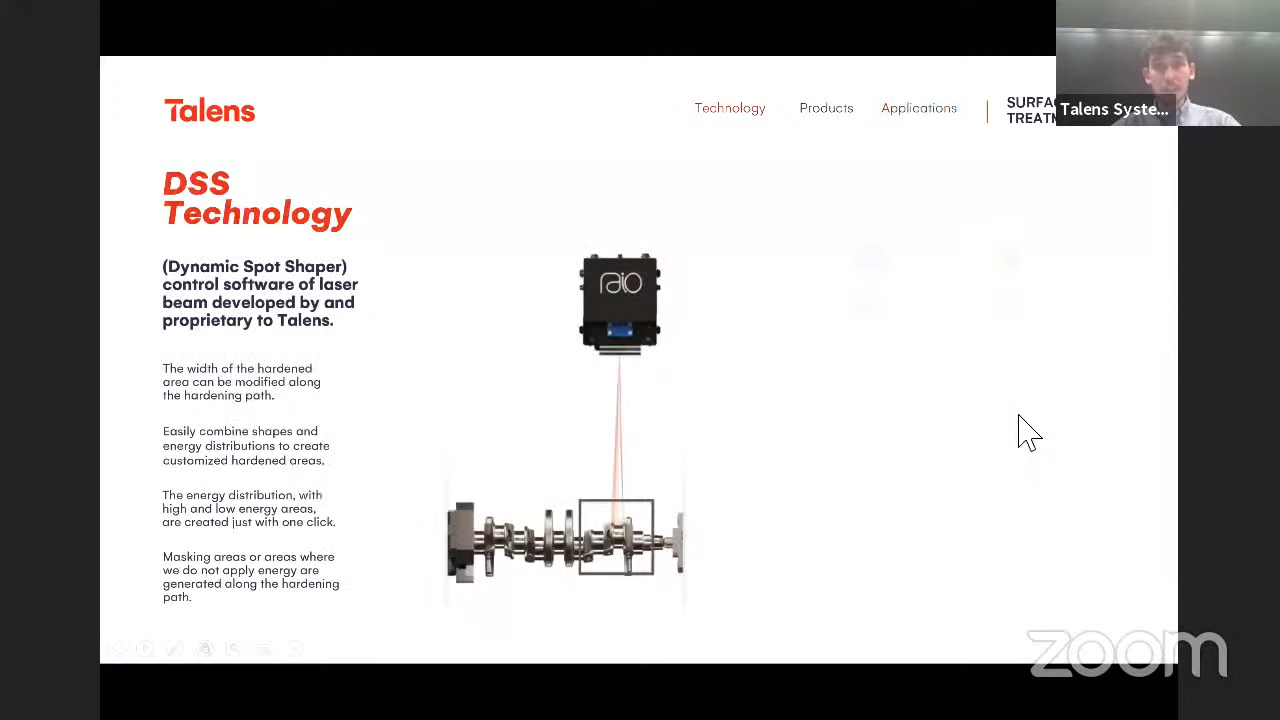 Talens
Technology Products Applications
SURFA
TREATM
Talens Syste...
DSS
Technology
(Dynamic Spot Shaper)
control software of laser
beam developed by and
proprietary to Talens.
raio
The width of the hardened
area can be modified along
the hardening path.
Easily combine shapes and
energy distributions to create
customized hardened areas,
The energy distribution, with
high and low energy areas,
are created just with one click.
Masking areas or areas where
we do not apply energy are
generated along the hardening
path.
zoom